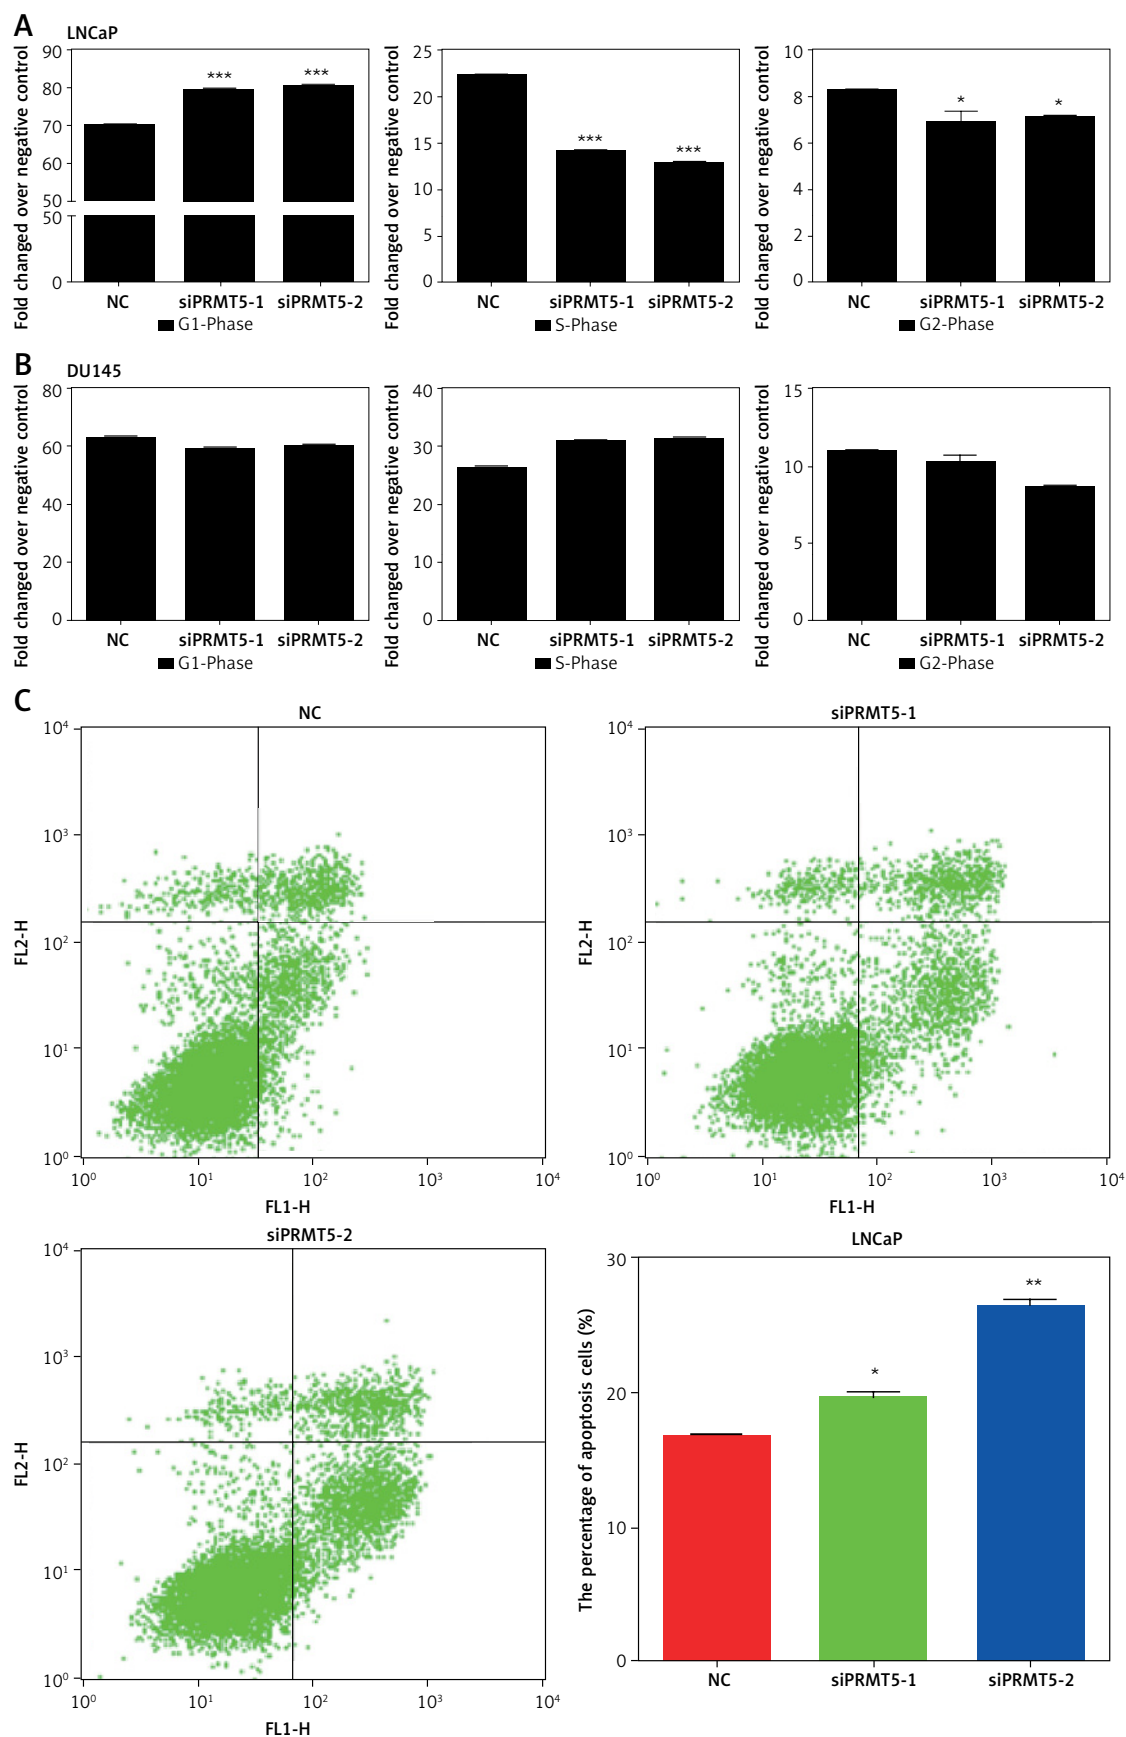 A
LNCaP
Fold changed over negative control
90
80
70
60
50
50
0
***
***
NC siPRMT5-1 siPRMT5-2
G1-Phase
Fold changed over negative control
25
20
15
10
5
0
***
***
NC siPRMT5-1 siPRMT5-2
S-Phase
Fold changed over negative control
10
8
6
4
2
0
*
*
NC siPRMT5-1 siPRMT5-2
G2-Phase
B
DU145
Fold changed over negative control
80
60
40
20
0
NC siPRMT5-1 siPRMT5-2
G1-Phase
Fold changed over negative control
40
30
20
10
0
NC siPRMT5-1 siPRMT5-2
S-Phase
Fold changed over negative control
15
10
5
0
NC siPRMT5-1 siPRMT5-2
G2-Phase
C
NC
FL2-H
10⁴
10³
10²
10¹
10⁰
10⁰ 10¹ 10² 10³ 10⁴
FL1-H
siPRMT5-1
FL2-H
10⁴
10³
10²
10¹
10⁰
10⁰ 10¹ 10² 10³ 10⁴
FL1-H
siPRMT5-2
FL2-H
10⁴
10³
10²
10¹
10⁰
10⁰ 10¹ 10² 10³ 10⁴
FL1-H
LNCaP
The percentage of apoptosis cells (%)
30
20
10
0
*
**
NC siPRMT5-1 siPRMT5-2